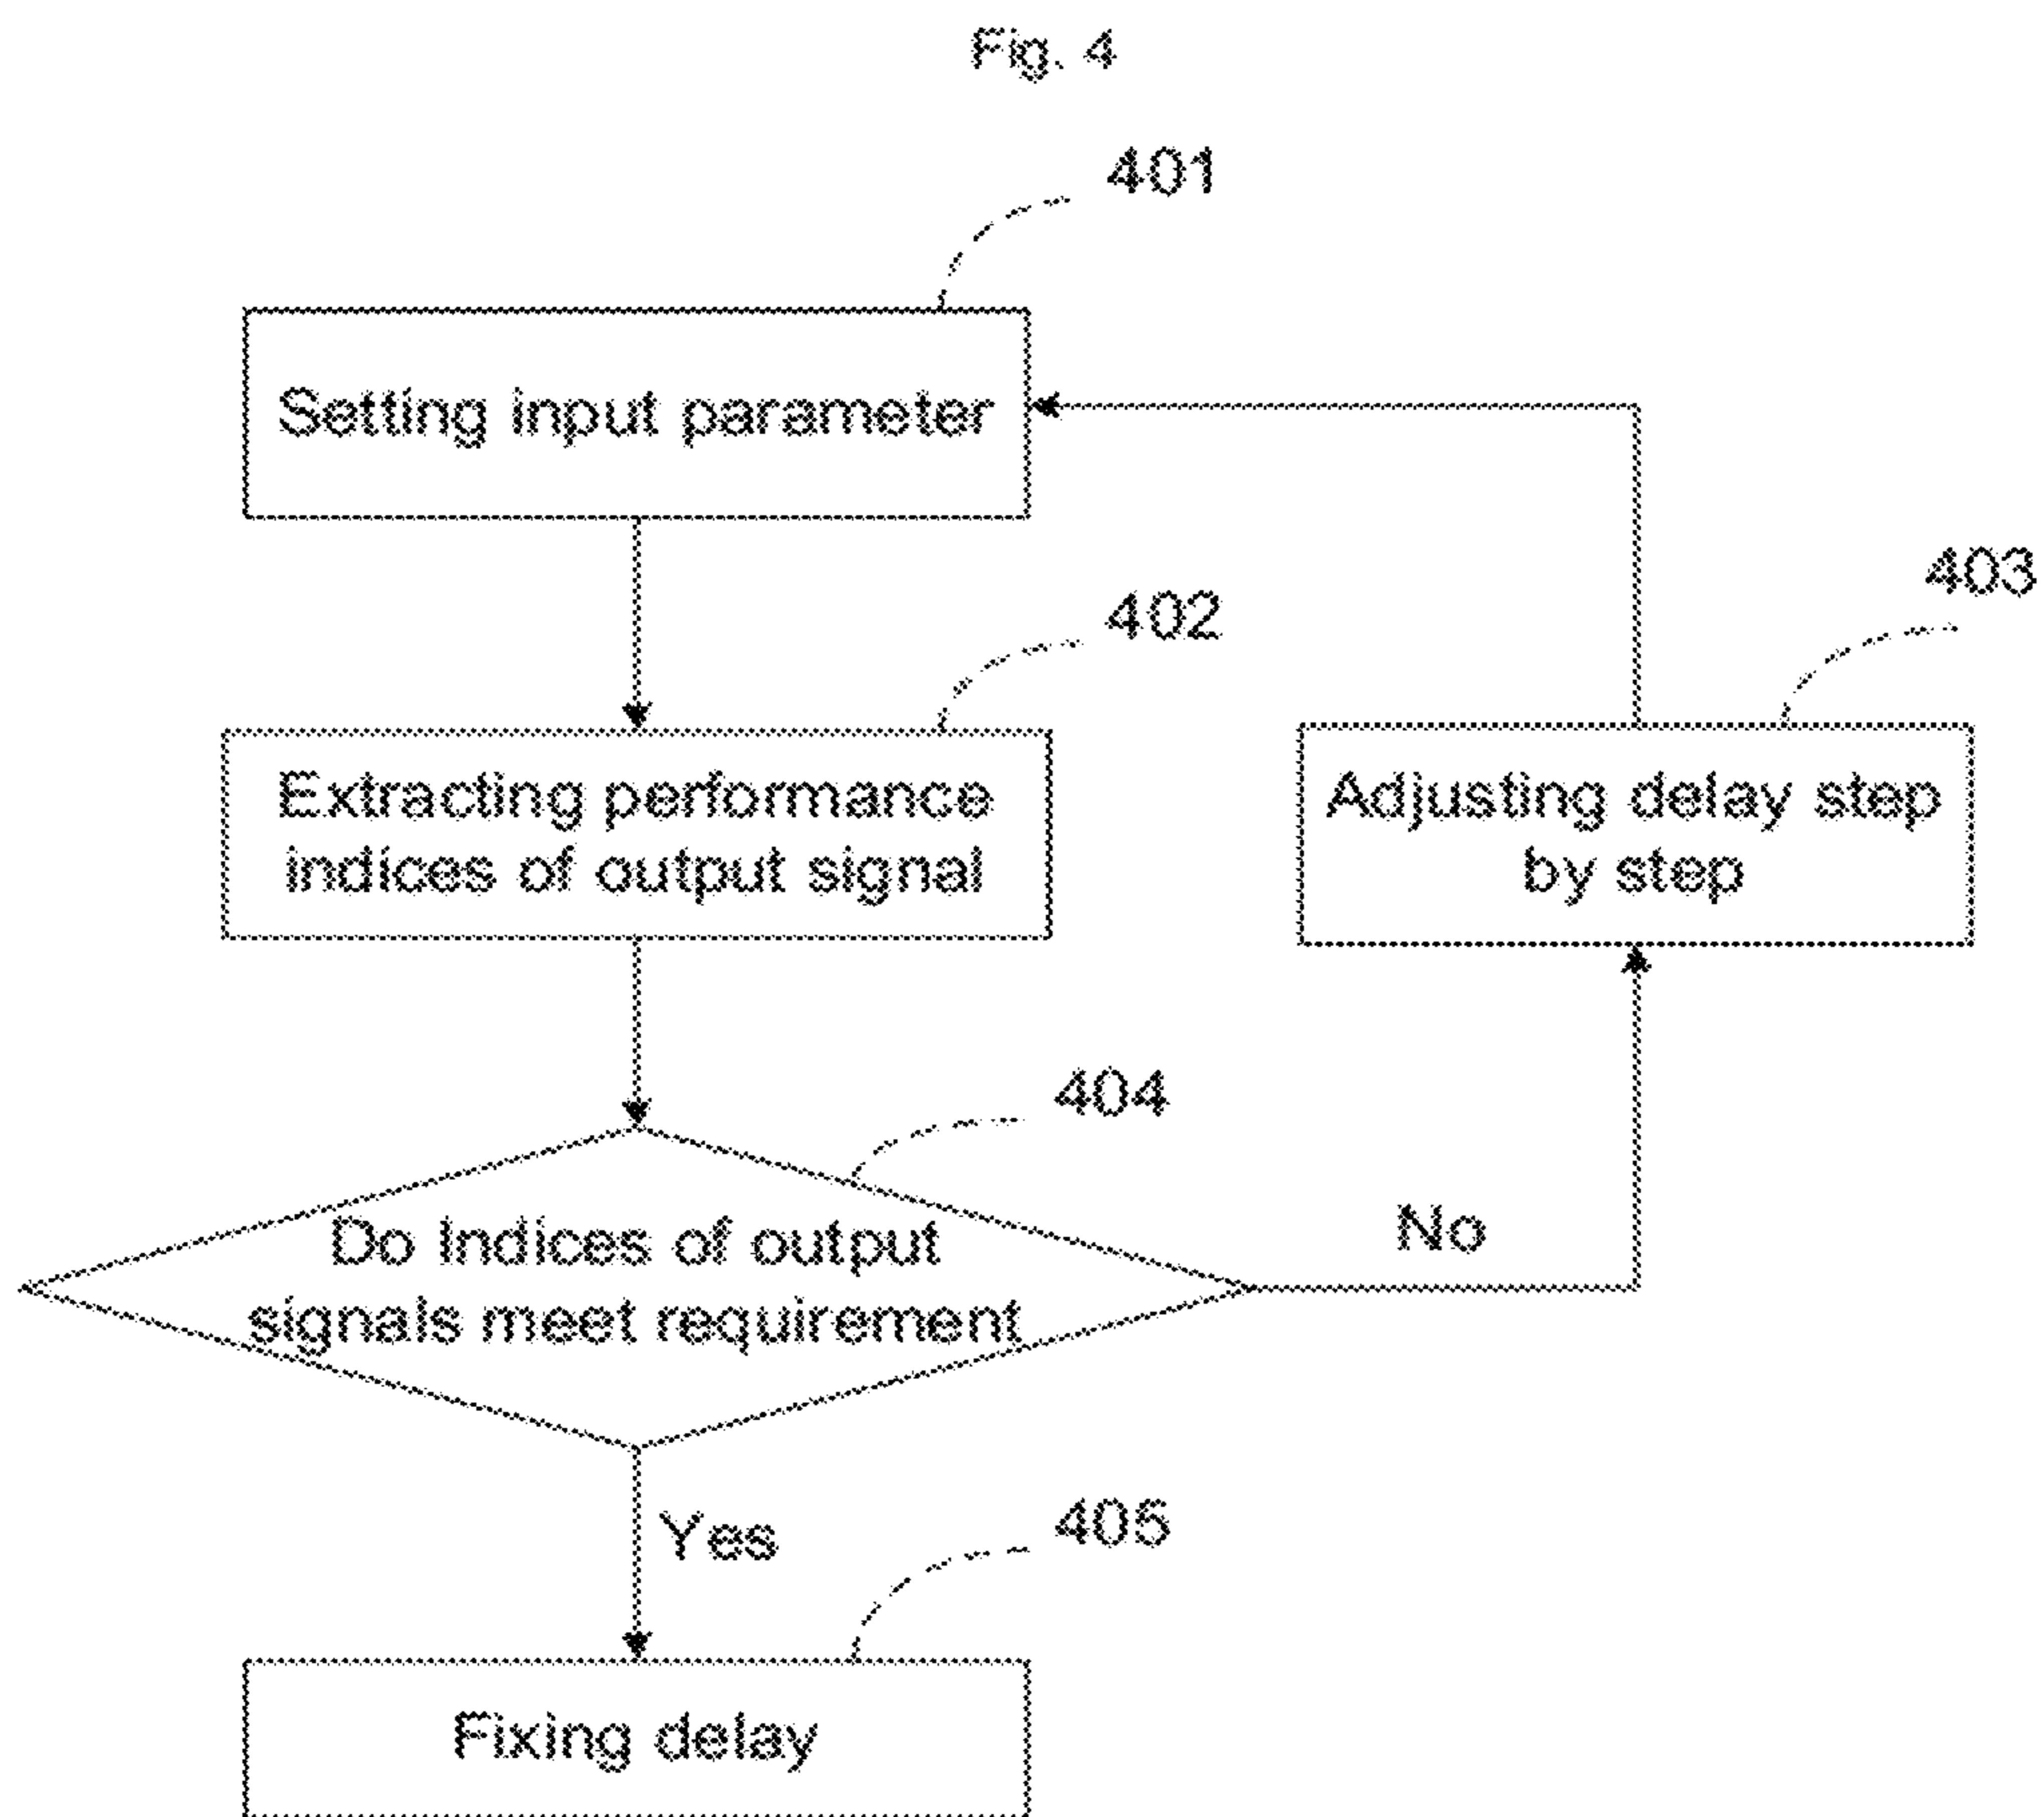 Fig. 4
401
Setting input parameter
402
403
Extracting performance
indices of output signal
Adjusting delay step
by step
404
Do Indices of output
signals meet requirement
No
Yes
405
Fixing delay